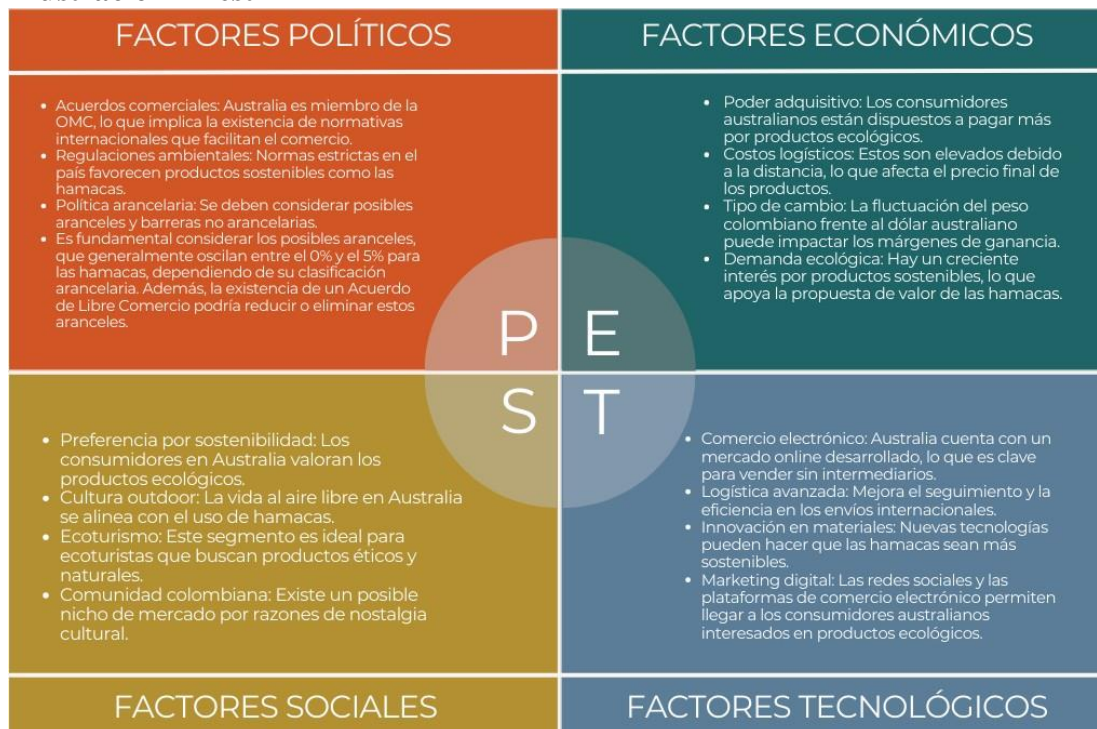 FACTORES POLÍTICOS
• Acuerdos comerciales: Australia es miembro de la
OMC, lo que implica la existencia de normativas
internacionales que facilitan el comercio.
• Regulaciones ambientales: Normas estrictas en el
país favorecen productos sostenibles como las
hamacas.
• Política arancelaria: Se deben considerar posibles
aranceles y barreras no arancelarias.
• Es fundamental considerar los posibles aranceles,
que generalmente oscilan entre el 0% y el 5% para
las hamacas, dependiendo de su clasificación
arancelaria. Además, la existencia de un Acuerdo
de Libre Comercio podría reducir o eliminar estos
aranceles.
FACTORES ECONÓMICOS
• Poder adquisitivo: Los consumidores
australianos están dispuestos a pagar más
por productos ecológicos.
• Costos logísticos: Estos son elevados debido
a la distancia, lo que afecta el precio final de
los productos.
• Tipo de cambio: La fluctuación del peso
colombiano frente al dólar australiano
puede impactar los márgenes de ganancia.
• Demanda ecológica: Hay un creciente
interés por productos sostenibles, lo que
apoya la propuesta de valor de las hamacas.
P E
S T
• Preferencia por sostenibilidad: Los
consumidores en Australia valoran los
productos ecológicos.
• Cultura outdoor: La vida al aire libre en Australia
se alinea con el uso de hamacas.
• Ecoturismo: Este segmento es ideal para
ecoturistas que buscan productos éticos y
naturales.
• Comunidad colombiana: Existe un posible
nicho de mercado por razones de nostalgia
cultural.
FACTORES SOCIALES
• Comercio electrónico: Australia cuenta con un
mercado online desarrollado, lo que es clave
para vender sin intermediarios.
• Logística avanzada: Mejora el seguimiento y la
eficiencia en los envíos internacionales.
• Innovación en materiales: Nuevas tecnologías
pueden hacer que las hamacas sean más
sostenibles.
• Marketing digital: Las redes sociales y las
plataformas de comercio electrónico permiten
llegar a los consumidores australianos
interesados en productos ecológicos.
FACTORES TECNOLÓGICOS